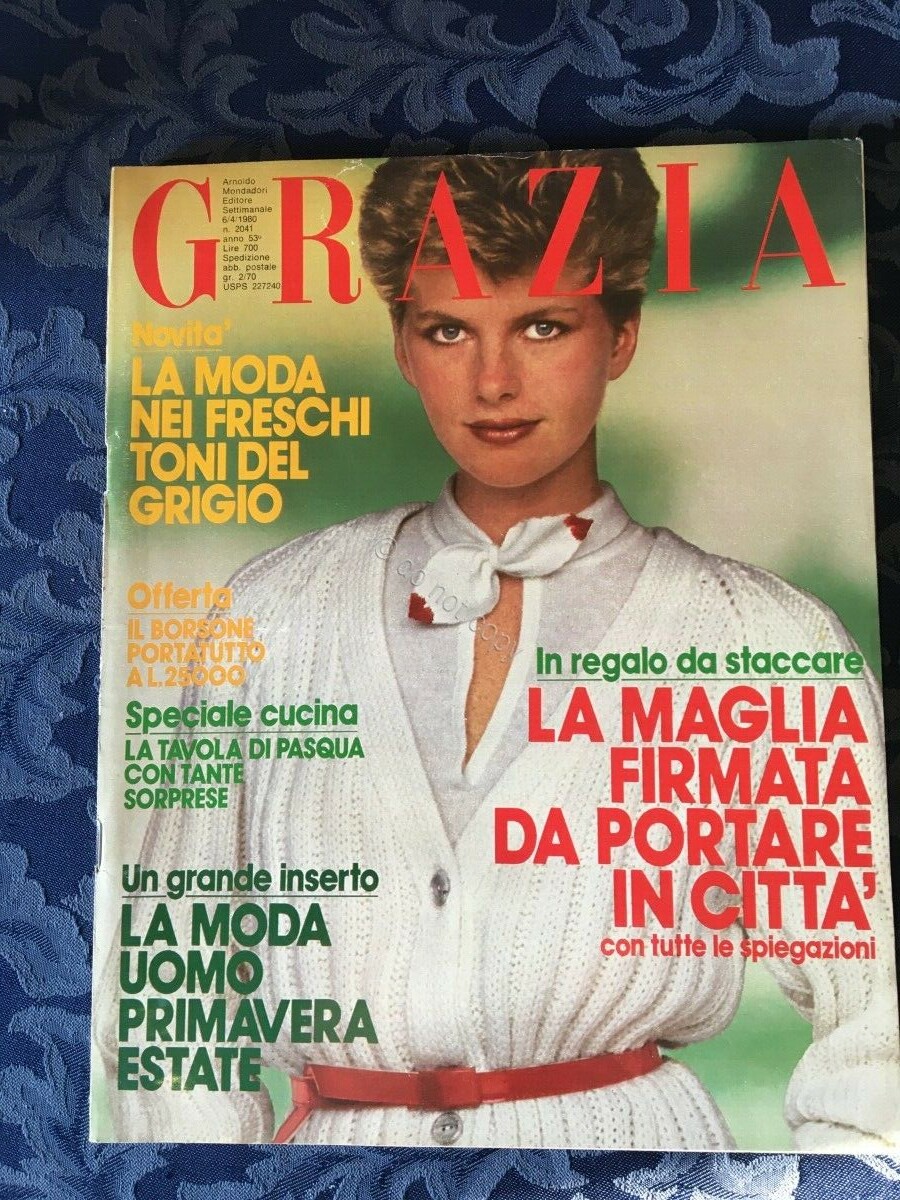 GRAZIA
Arnoldo
Mondadori
Editore
Settimanale
6/4/1980
n. 2041
anno 53º
Lire 700
Spedizione
abb. postale
gr. 2/70
USPS 227240
Novita'
LA MODA
NEI FRESCHI
TONI DEL
GRIGIO
Offerta
IL BORSONE
PORTATUTTO
A L.25000
Speciale cucina
LA TAVOLA DI PASQUA
CON TANTE
SORPRESE
Un grande inserto
LA MODA
UOMO
PRIMAVERA
ESTATE
In regalo da staccare
LA MAGLIA
FIRMATA
DA PORTARE
IN CITTA'
con tutte le spiegazioni